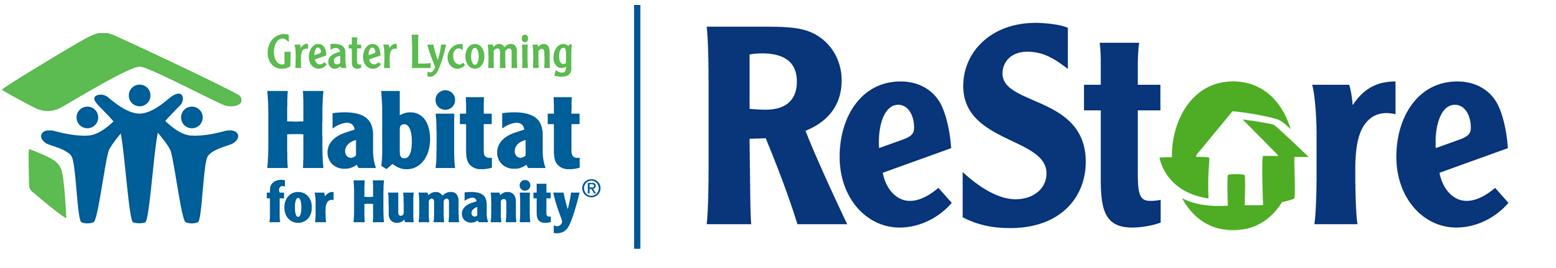 Greater Lycoming
Habitat
for Humanity®
ReStore